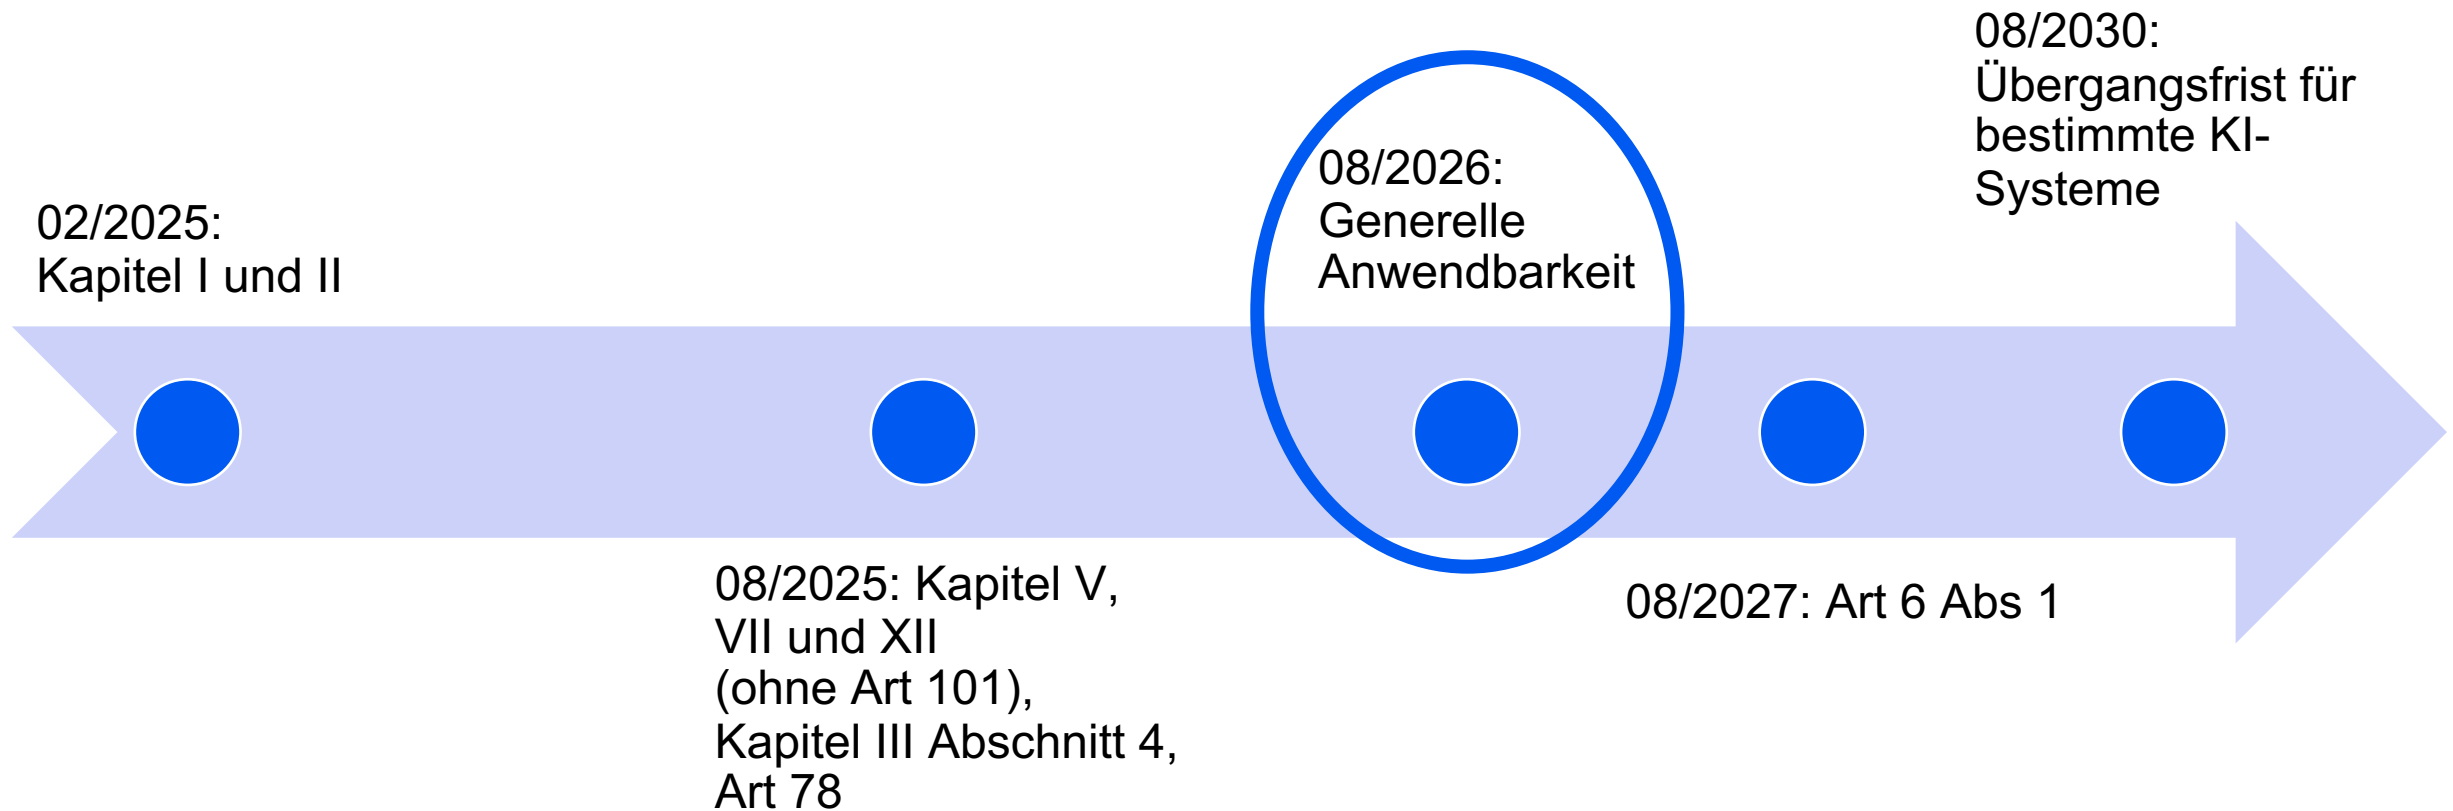 02/2025:
Kapitel I und II
08/2025: Kapitel V,
VII und XII
(ohne Art 101),
Kapitel III Abschnitt 4,
Art 78
08/2026:
Generelle
Anwendbarkeit
08/2027: Art 6 Abs 1
08/2030:
Übergangsfrist für
bestimmte KI-
Systeme